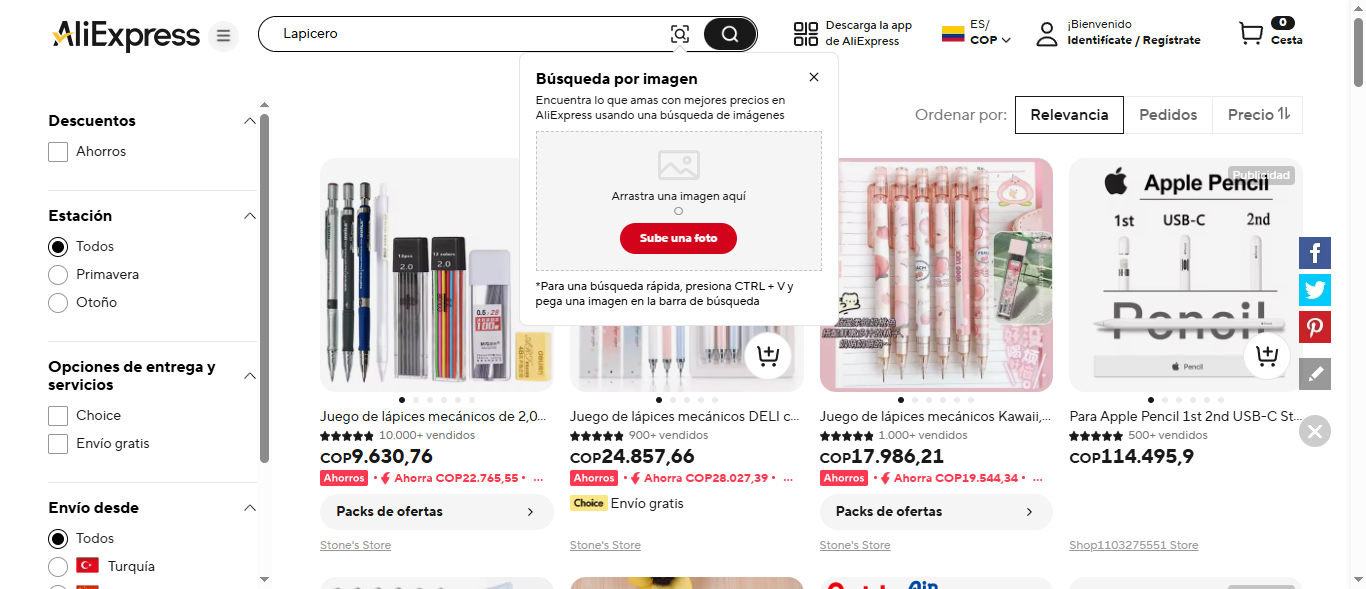 AliExpress
Lapicero
Descarga la app
de AliExpress
ES/
COP
¡Bienvenido
Identifícate / Regístrate
0
Cesta
Búsqueda por imagen
Encuentra lo que amas con mejores precios en
AliExpress usando una búsqueda de imágenes
Arrastra una imagen aquí
O
Sube una foto
*Para una búsqueda rápida, presiona CTRL + V y
pega una imagen en la barra de búsqueda
Descuentos
Ahorros
Estación
Todos
Primavera
Otoño
Opciones de entrega y
servicios
Choice
Envío gratis
Envío desde
Todos
Turquía
Ordenar por:
Relevancia
Pedidos
Precio
2.0
2.0
0.5
100
Publicidad
Apple Pencil
1st
USB-C
2nd
Pencil
Pencil
Juego de lápices mecánicos de 2,0...
10.000+ vendidos
COP9.630,76
Ahorros
Ahorra COP22.765,55 · ...
Packs de ofertas
Stone's Store
Juego de lápices mecánicos DELI c...
900+ vendidos
COP24.857,66
Ahorros
Ahorra COP28.027,39 · ...
Choice Envío gratis
Stone's Store
Juego de lápices mecánicos Kawaii,...
1.000+ vendidos
COP17.986,21
Ahorros
Ahorra COP19.544,34 · ...
Packs de ofertas
Stone's Store
Para Apple Pencil 1st 2nd USB-C St...
500+ vendidos
COP114.495,9
Shop1103275551 Store